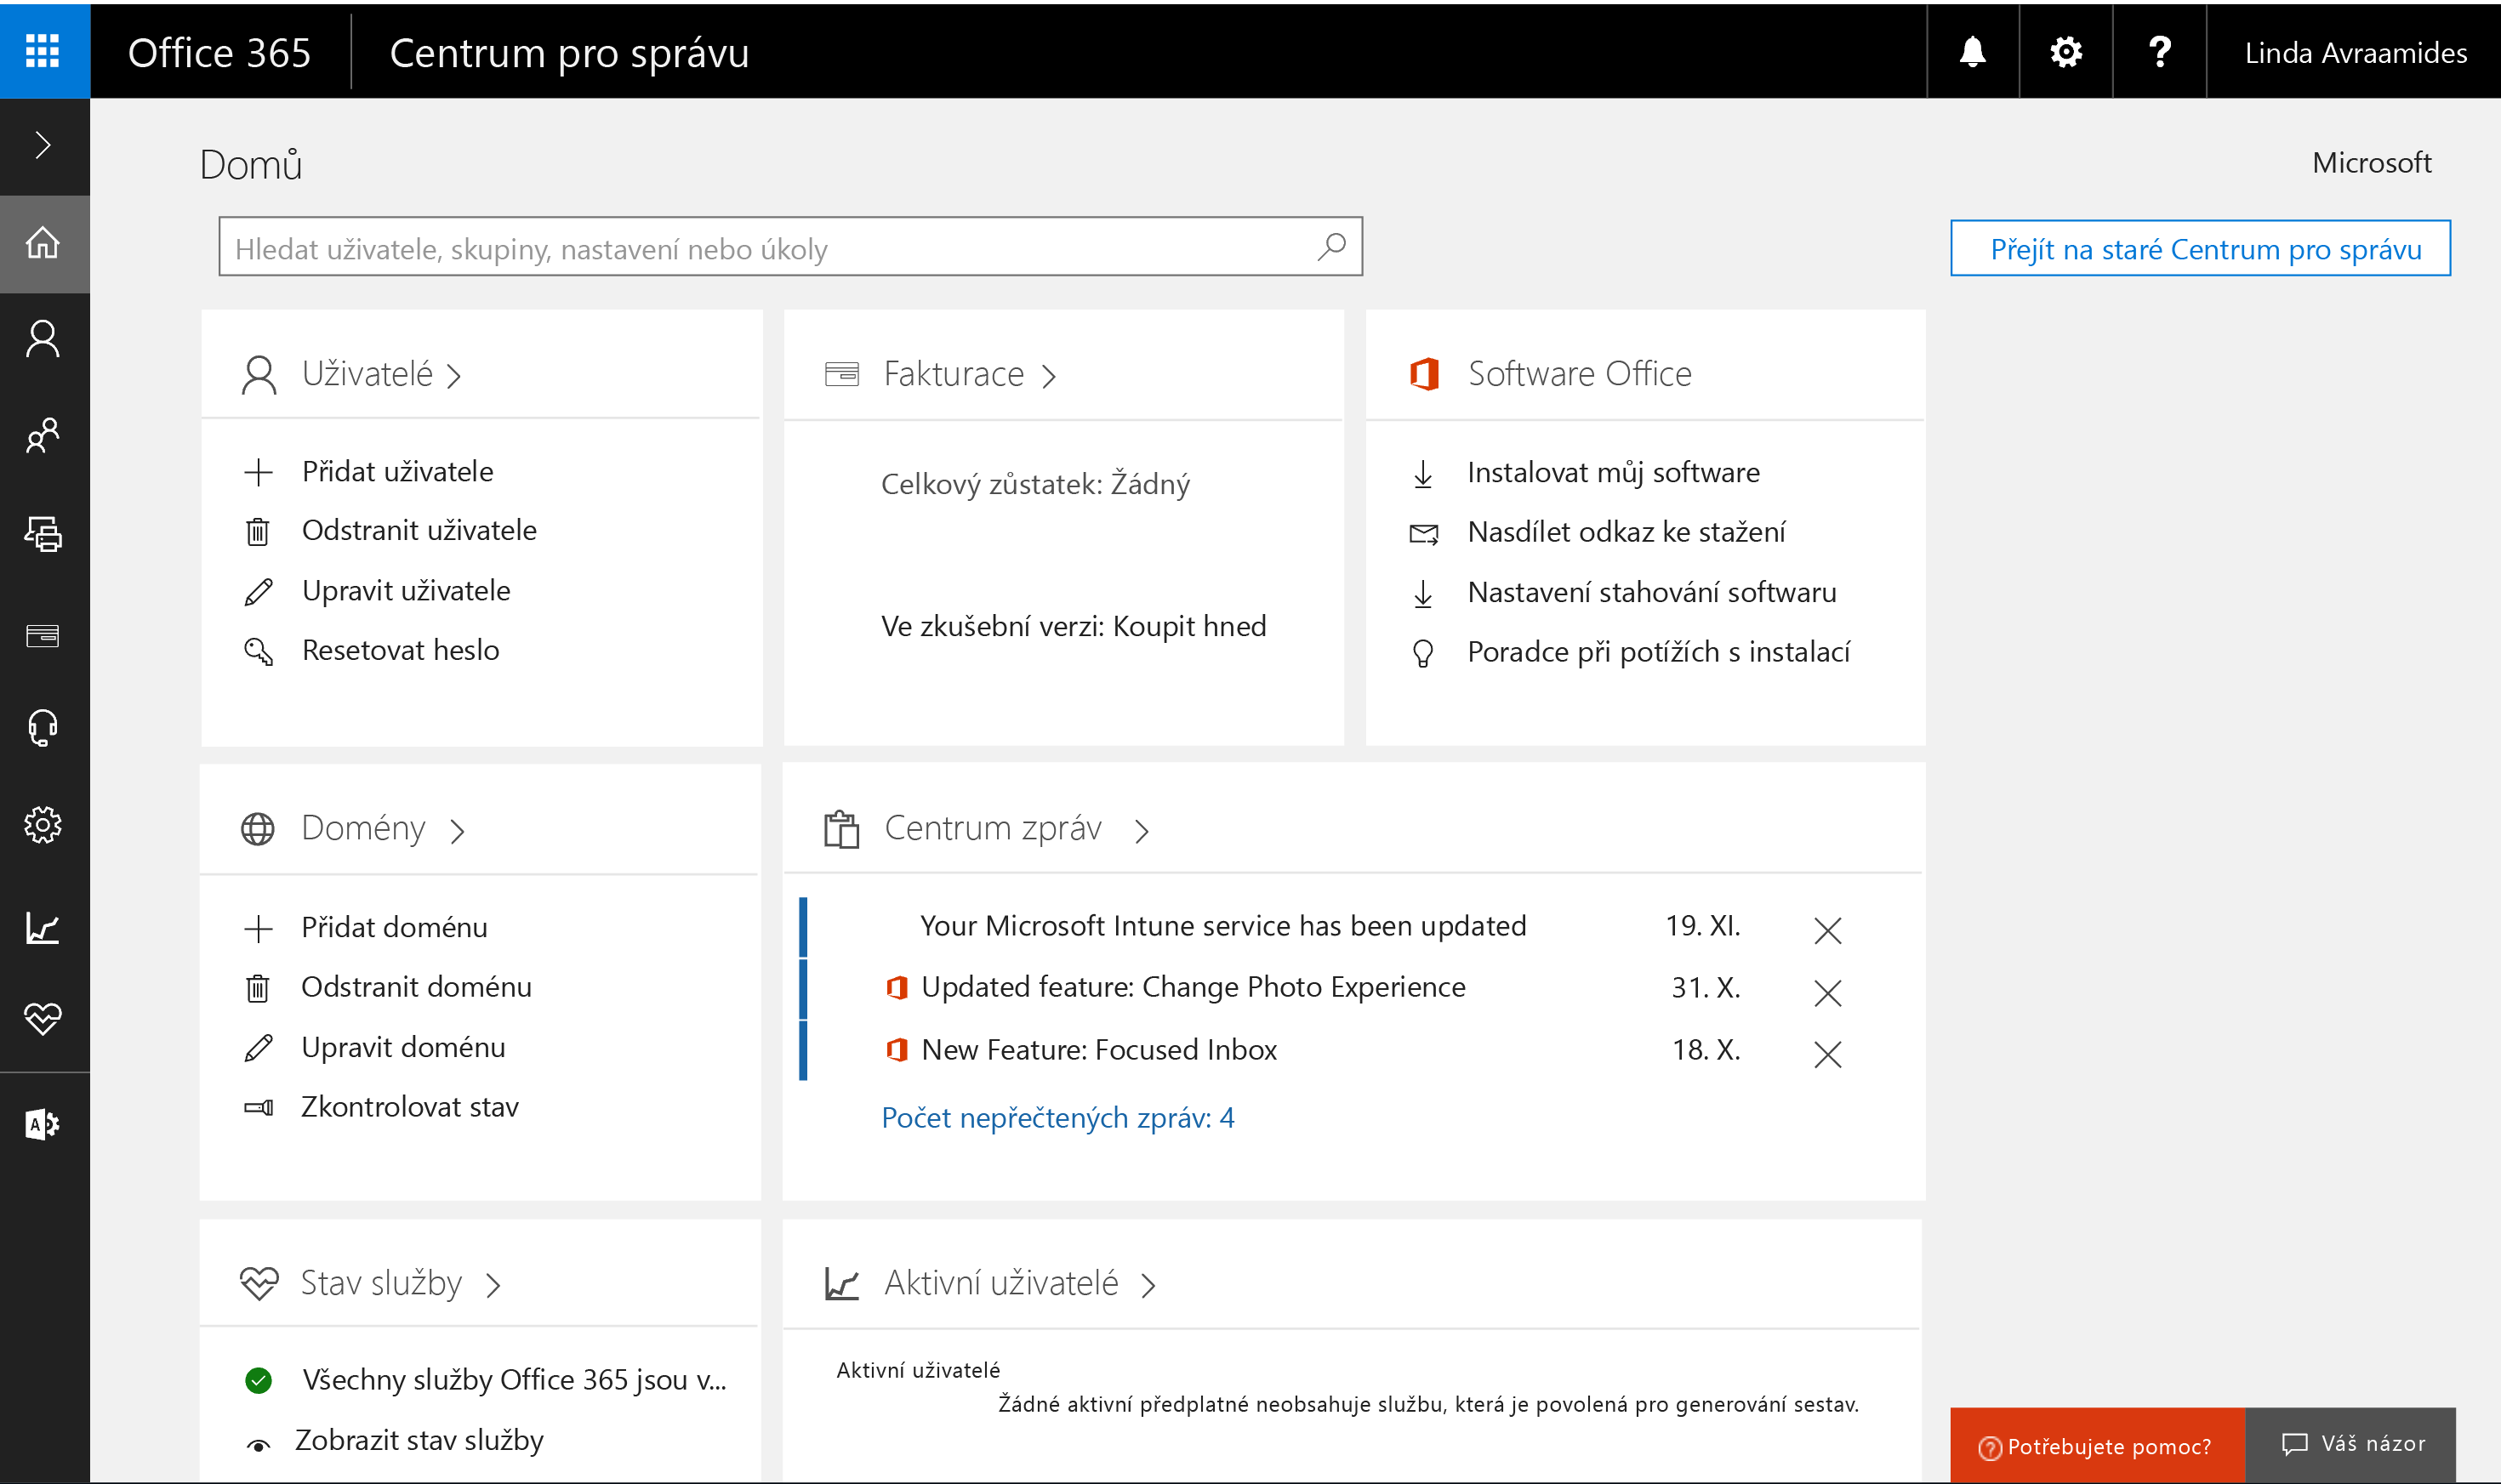 Office 365
Centrum pro správu
Linda Avraamides
Domů
Microsoft
Hledat uživatele, skupiny, nastavení nebo úkoly
Přejít na staré Centrum pro správu
Uživatelé
Přidat uživatele
Odstranit uživatele
Upravit uživatele
Resetovat heslo
Fakturace
Celkový zůstatek: Žádný
Ve zkušební verzi: Koupit hned
Software Office
Instalovat můj software
Nasdílet odkaz ke stažení
Nastavení stahování softwaru
Poradce při potížích s instalací
Domény
Přidat doménu
Odstranit doménu
Upravit doménu
Zkontrolovat stav
Centrum zpráv
Your Microsoft Intune service has been updated 19. XI.
Updated feature: Change Photo Experience 31. X.
New Feature: Focused Inbox 18. X.
Počet nepřečtených zpráv: 4
Stav služby
Všechny služby Office 365 jsou v...
Zobrazit stav služby
Aktivní uživatelé
Aktivní uživatelé
Žádné aktivní předplatné neobsahuje službu, která je povolená pro generování sestav.
Potřebujete pomoc?
Váš názor